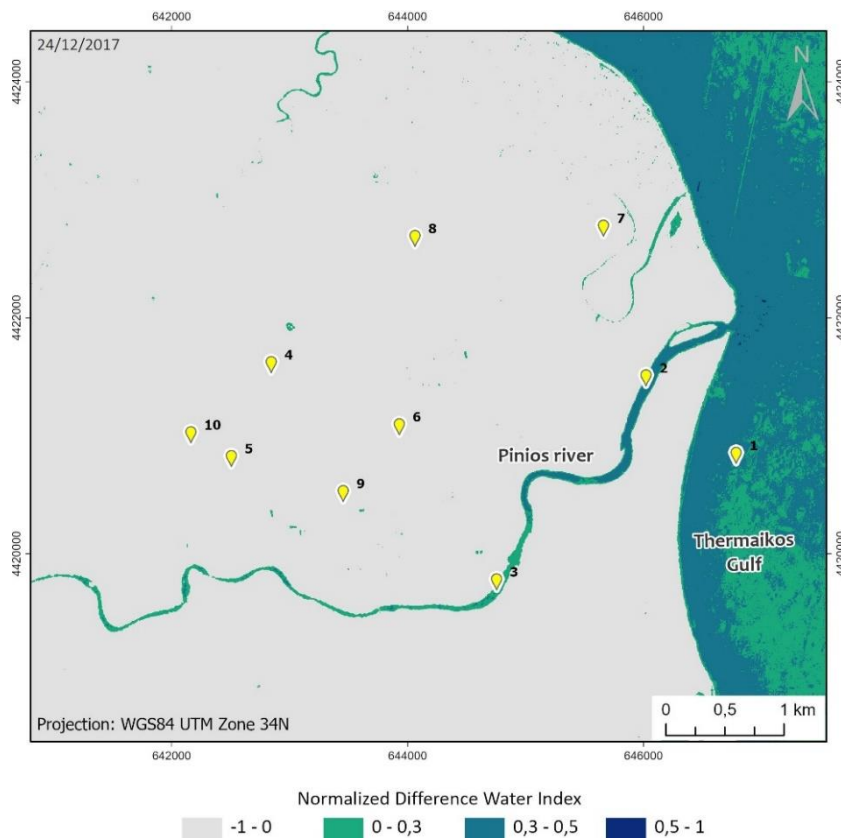 642000 644000 646000
24/12/2017
N
4424000 4424000
7
8
4422000 4422000
4
2
10
6
5
Pinios river
1
9
Thermaikos
Gulf
4420000 4420000
3
0 0,5 1 km
Projection: WGS84 UTM Zone 34N
642000 644000 646000
Normalized Difference Water Index
-1 - 0 0 - 0,3 0,3 - 0,5 0,5 - 1